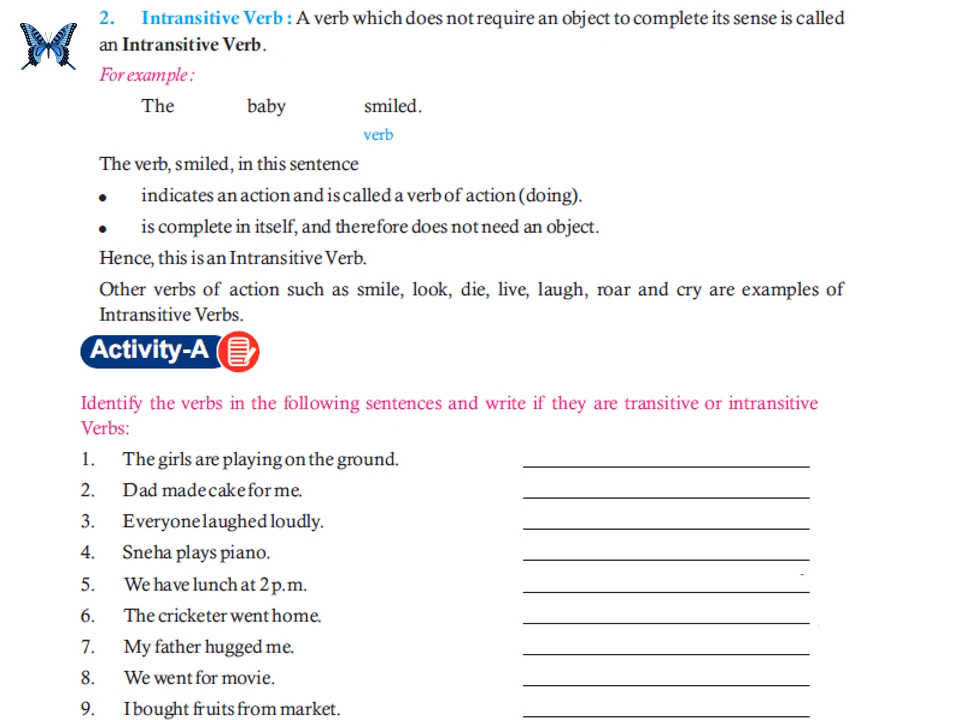 2. Intransitive Verb : A verb which does not require an object to complete its sense is called
an Intransitive Verb.
For example :
The baby smiled.
verb
The verb, smiled, in this sentence
• indicates an action and is called a verb of action (doing).
• is complete in itself, and therefore does not need an object.
Hence, this is an Intransitive Verb.
Other verbs of action such as smile, look, die, live, laugh, roar and cry are examples of
Intransitive Verbs.
Activity-A
Identify the verbs in the following sentences and write if they are transitive or intransitive
Verbs:
1. The girls are playing on the ground.
2. Dad made cake for me.
3. Everyone laughed loudly.
4. Sneha plays piano.
5. We have lunch at 2 p.m.
6. The cricketer went home.
7. My father hugged me.
8. We went for movie.
9. I bought fruits from market.